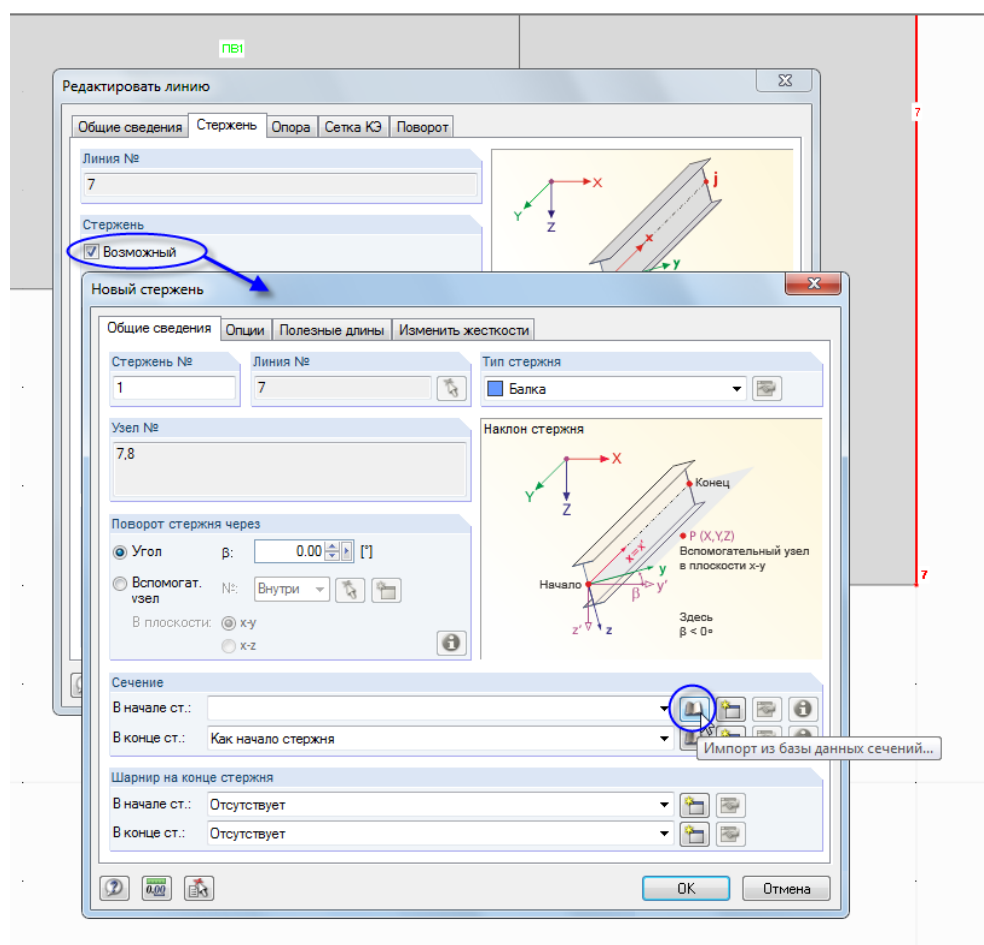 ПВ1
Редактировать линию
Общие сведения Стержень Опора Сетка КЭ Поворот
7
Линия №
7
Стержень
Возможный
X
Y
Z
j
x
y
Новый стержень
Общие сведения Опции Полезные длины Изменить жесткости
Стержень № Линия № Тип стержня
1 7 Балка
Узел № Наклон стержня
7,8
X
Y
Z
Конец
P (X,Y,Z)
Вспомогательный узел
в плоскости x-y
x=x'
y
y'
Начало
β
z' z
Здесь
β < 0°
7
Поворот стержня через
Угол β: 0.00 [°]
Вспомогат. узел №: Внутри
В плоскости: x-y
x-z
Сечение
В начале ст.:
В конце ст.: Как начало стержня
Импорт из базы данных сечений...
Шарнир на конце стержня
В начале ст.: Отсутствует
В конце ст.: Отсутствует
0.00
OK Отмена